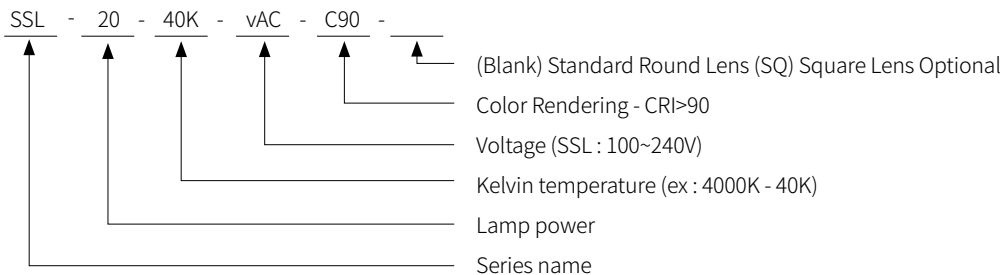 SSL - 20 - 40K - vAC - C90 -
(Blank) Standard Round Lens (SQ) Square Lens Optional
Color Rendering - CRI>90
Voltage (SSL : 100~240V)
Kelvin temperature (ex : 4000K - 40K)
Lamp power
Series name